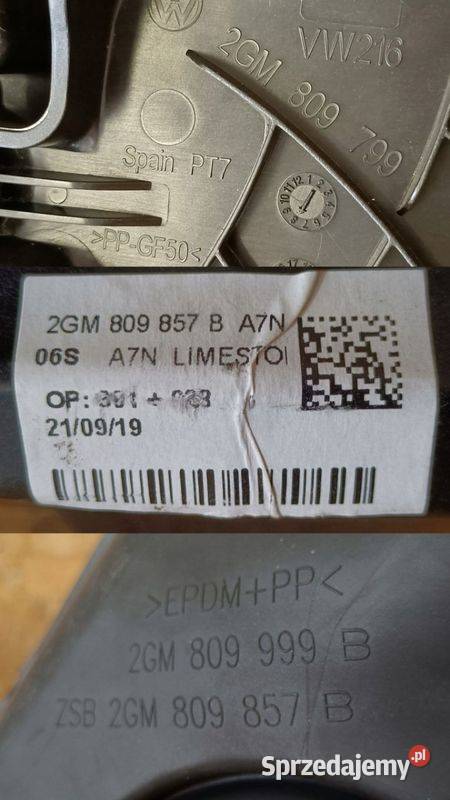 VW216
2GM 809 799
Spain PT7
>PP-GF50<
2GM 809 857 B A7N
06S A7N LIMESTO
OP:
21/09/19
>EPDM+PP<
2GM 809 999 B
ZSB 2GM 809 857 B
Sprzedajemy.pl